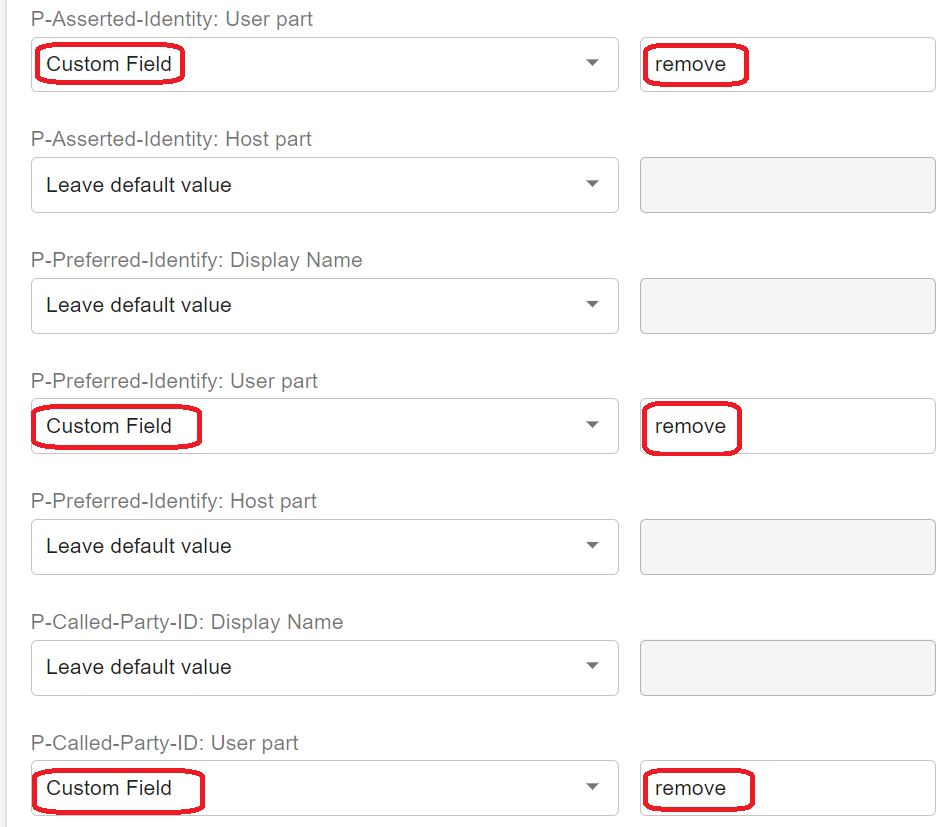 P-Asserted-Identity: User part
Custom Field remove
P-Asserted-Identity: Host part
Leave default value
P-Preferred-Identify: Display Name
Leave default value
P-Preferred-Identify: User part
Custom Field remove
P-Preferred-Identify: Host part
Leave default value
P-Called-Party-ID: Display Name
Leave default value
P-Called-Party-ID: User part
Custom Field remove